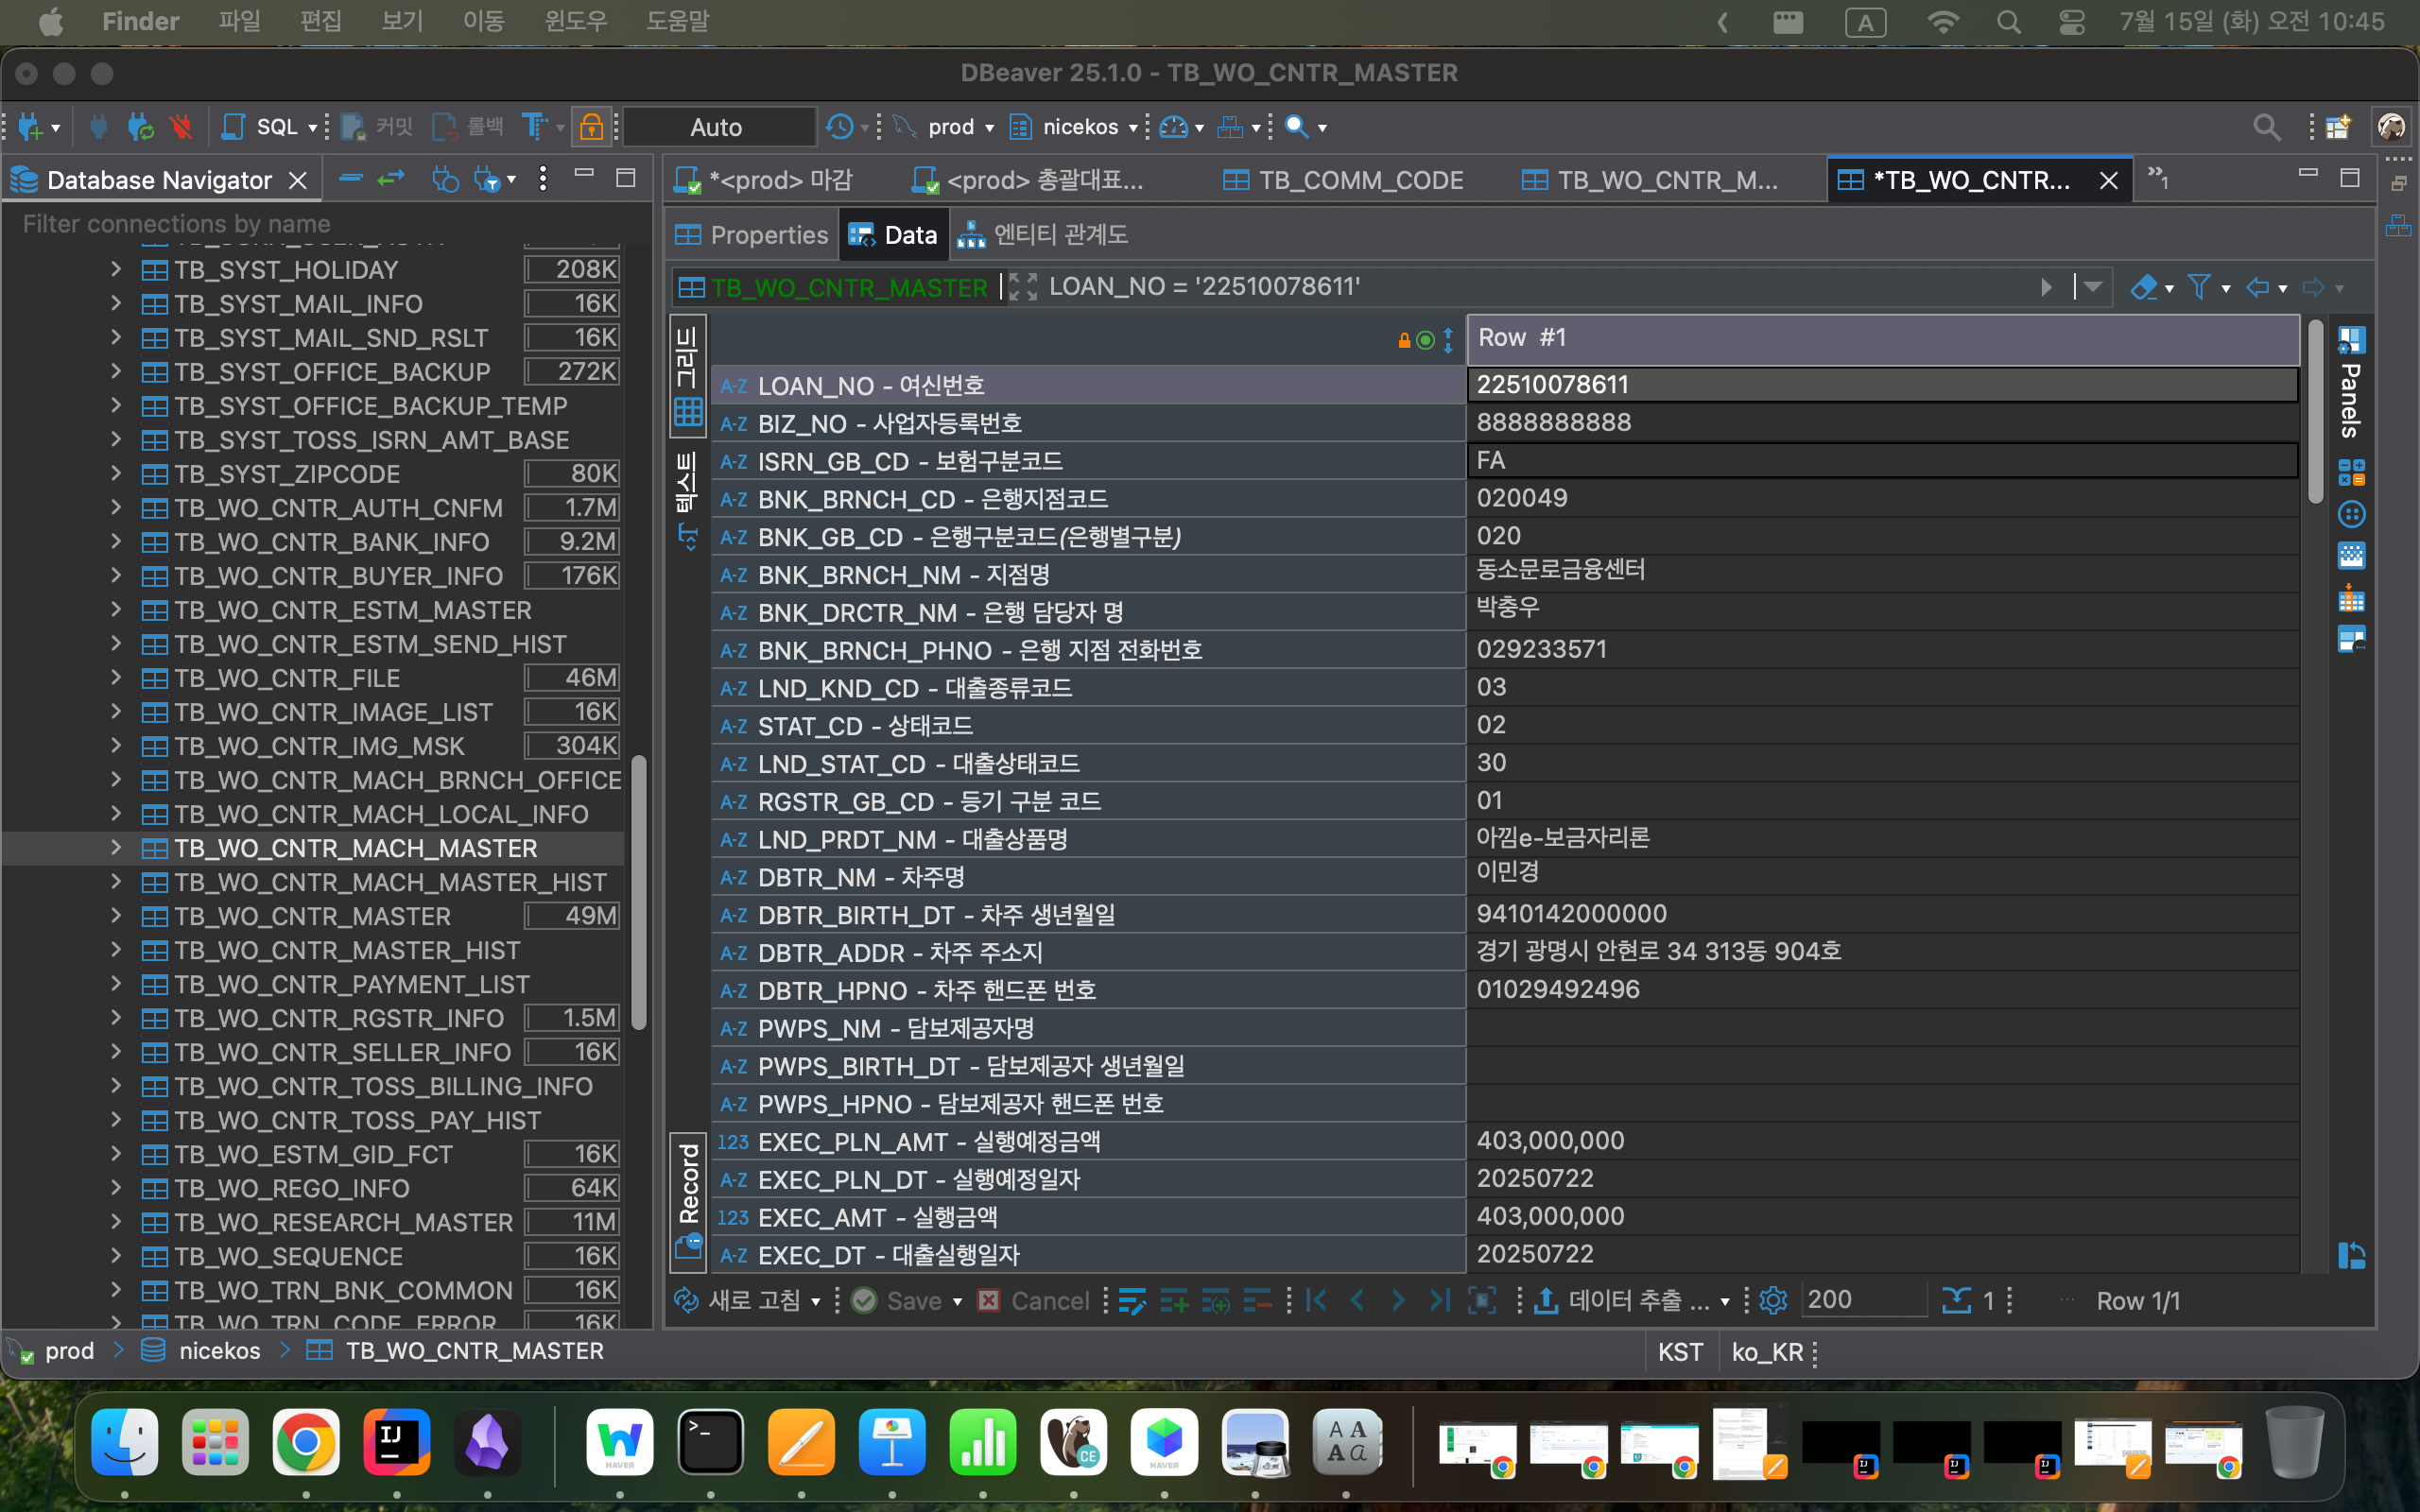 Finder 파일 편집 보기 이동 윈도우 도움말 A 7월 15일 (화) 오전 10:45
DBeaver 25.1.0 - TB_WO_CNTR_MASTER
SQL 커밋 롤백 Auto prod nicekos
Database Navigator
*<prod> 마감 <prod> 총괄대표... TB_COMM_CODE TB_WO_CNTR_M... *TB_WO_CNTR... »1
Filter connections by name
Properties Data 엔티티 관계도
TB_WO_CNTR_MASTER LOAN_NO = '22510078611'
TB_SYST_HOLIDAY 208K
TB_SYST_MAIL_INFO 16K
TB_SYST_MAIL_SND_RSLT 16K
TB_SYST_OFFICE_BACKUP 272K
TB_SYST_OFFICE_BACKUP_TEMP
TB_SYST_TOSS_ISRN_AMT_BASE
TB_SYST_ZIPCODE 80K
TB_WO_CNTR_AUTH_CNFM 1.7M
TB_WO_CNTR_BANK_INFO 9.2M
TB_WO_CNTR_BUYER_INFO 176K
TB_WO_CNTR_ESTM_MASTER
TB_WO_CNTR_ESTM_SEND_HIST
TB_WO_CNTR_FILE 46M
TB_WO_CNTR_IMAGE_LIST 16K
TB_WO_CNTR_IMG_MSK 304K
TB_WO_CNTR_MACH_BRNCH_OFFICE
TB_WO_CNTR_MACH_LOCAL_INFO
TB_WO_CNTR_MACH_MASTER
TB_WO_CNTR_MACH_MASTER_HIST
TB_WO_CNTR_MASTER 49M
TB_WO_CNTR_MASTER_HIST
TB_WO_CNTR_PAYMENT_LIST
TB_WO_CNTR_RGSTR_INFO 1.5M
TB_WO_CNTR_SELLER_INFO 16K
TB_WO_CNTR_TOSS_BILLING_INFO
TB_WO_CNTR_TOSS_PAY_HIST
TB_WO_ESTM_GID_FCT 16K
TB_WO_REGO_INFO 64K
TB_WO_RESEARCH_MASTER 11M
TB_WO_SEQUENCE 16K
TB_WO_TRN_BNK_COMMON 16K
TB_WO_TRN_CODE_ERROR 16K
그리드
텍스트
Record
Row #1
A-Z LOAN_NO - 여신번호 22510078611
A-Z BIZ_NO - 사업자등록번호 8888888888
A-Z ISRN_GB_CD - 보험구분코드 FA
A-Z BNK_BRNCH_CD - 은행지점코드 020049
A-Z BNK_GB_CD - 은행구분코드(은행별구분) 020
A-Z BNK_BRNCH_NM - 지점명 동소문로금융센터
A-Z BNK_DRCTR_NM - 은행 담당자 명 박충우
A-Z BNK_BRNCH_PHNO - 은행 지점 전화번호 029233571
A-Z LND_KND_CD - 대출종류코드 03
A-Z STAT_CD - 상태코드 02
A-Z LND_STAT_CD - 대출상태코드 30
A-Z RGSTR_GB_CD - 등기 구분 코드 01
A-Z LND_PRDT_NM - 대출상품명 아낌e-보금자리론
A-Z DBTR_NM - 차주명 이민경
A-Z DBTR_BIRTH_DT - 차주 생년월일 9410142000000
A-Z DBTR_ADDR - 차주 주소지 경기 광명시 안현로 34 313동 904호
A-Z DBTR_HPNO - 차주 핸드폰 번호 01029492496
A-Z PWPS_NM - 담보제공자명
A-Z PWPS_BIRTH_DT - 담보제공자 생년월일
A-Z PWPS_HPNO - 담보제공자 핸드폰 번호
123 EXEC_PLN_AMT - 실행예정금액 403,000,000
A-Z EXEC_PLN_DT - 실행예정일자 20250722
123 EXEC_AMT - 실행금액 403,000,000
A-Z EXEC_DT - 대출실행일자 20250722
Panels
새로 고침 Save Cancel 데이터 추출 ... 200 1 ... Row 1/1
prod nicekos TB_WO_CNTR_MASTER KST ko_KR
IJ
NAVER
CE
NAVER
A A
A a